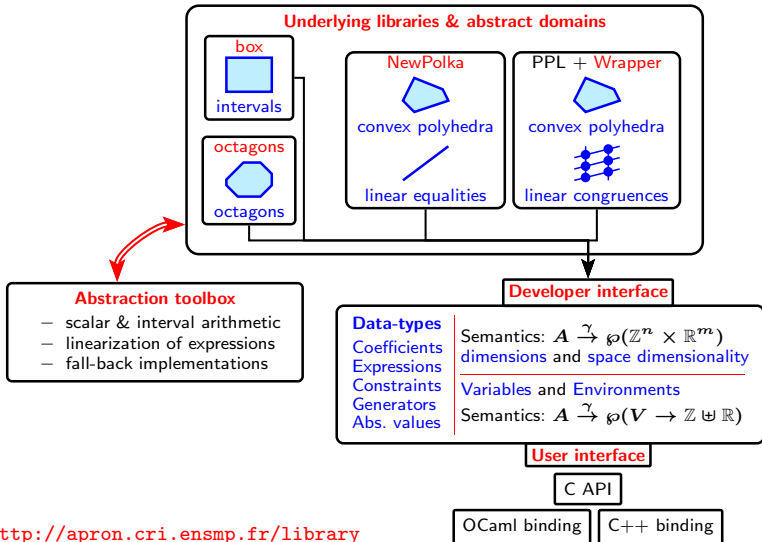 Underlying libraries & abstract domains
box
intervals
octagons
octagons
NewPolka
convex polyhedra
linear equalities
PPL + Wrapper
convex polyhedra
linear congruences
Abstraction toolbox
– scalar & interval arithmetic
– linearization of expressions
– fall-back implementations
Developer interface
Data-types
Coefficients
Expressions
Constraints
Generators
Abs. values
Semantics: A →^γ ℘(ℤⁿ × ℝᵐ)
dimensions and space dimensionality
Variables and Environments
Semantics: A →^γ ℘(V → ℤ ⊎ ℝ)
User interface
C API
OCaml binding
C++ binding
ttp://apron.cri.ensmp.fr/library